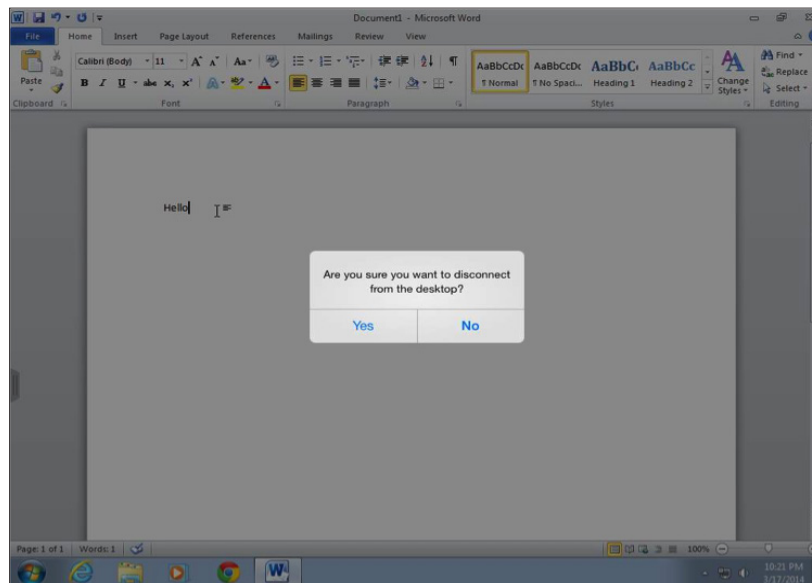 Document1 - Microsoft Word
File Home Insert Page Layout References Mailings Review View
Calibri (Body) 11 Aa Find
Paste B I U abc Change Styles Replace
AaBbCcDc AaBbCcDc AaBbC AaBbCc
Normal No Spaci... Heading 1 Heading 2 Select
Clipboard Font Paragraph Styles Editing
Hello
Are you sure you want to disconnect
from the desktop?
Yes No
Page: 1 of 1 Words: 1 100%
10:21 PM